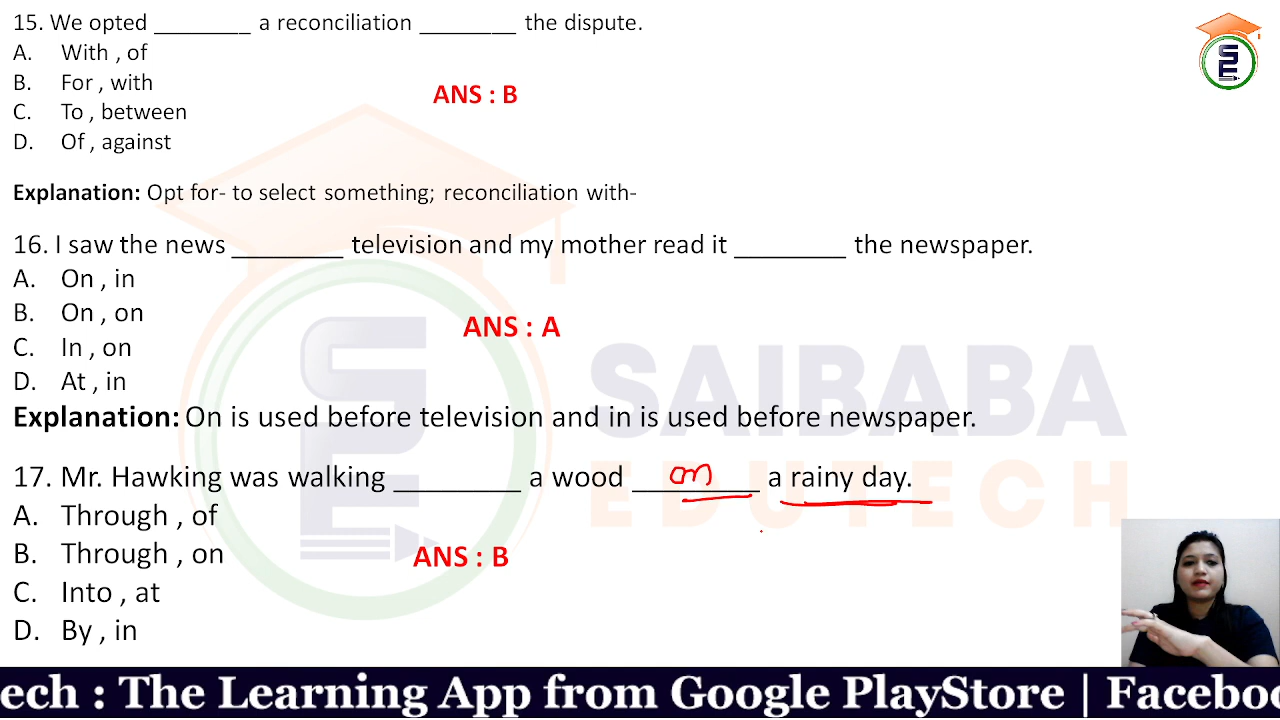 15. We opted ________ a reconciliation ________ the dispute.
A. With , of
B. For , with
C. To , between
D. Of , against
ANS : B
Explanation: Opt for- to select something; reconciliation with-
16. I saw the news ________ television and my mother read it ________ the newspaper.
A. On , in
B. On , on
C. In , on
D. At , in
ANS : A
Explanation: On is used before television and in is used before newspaper.
17. Mr. Hawking was walking ________ a wood on a rainy day.
A. Through , of
B. Through , on
C. Into , at
D. By , in
ANS : B
SAIBABA
EDUTECH
ech : The Learning App from Google PlayStore | Facebo